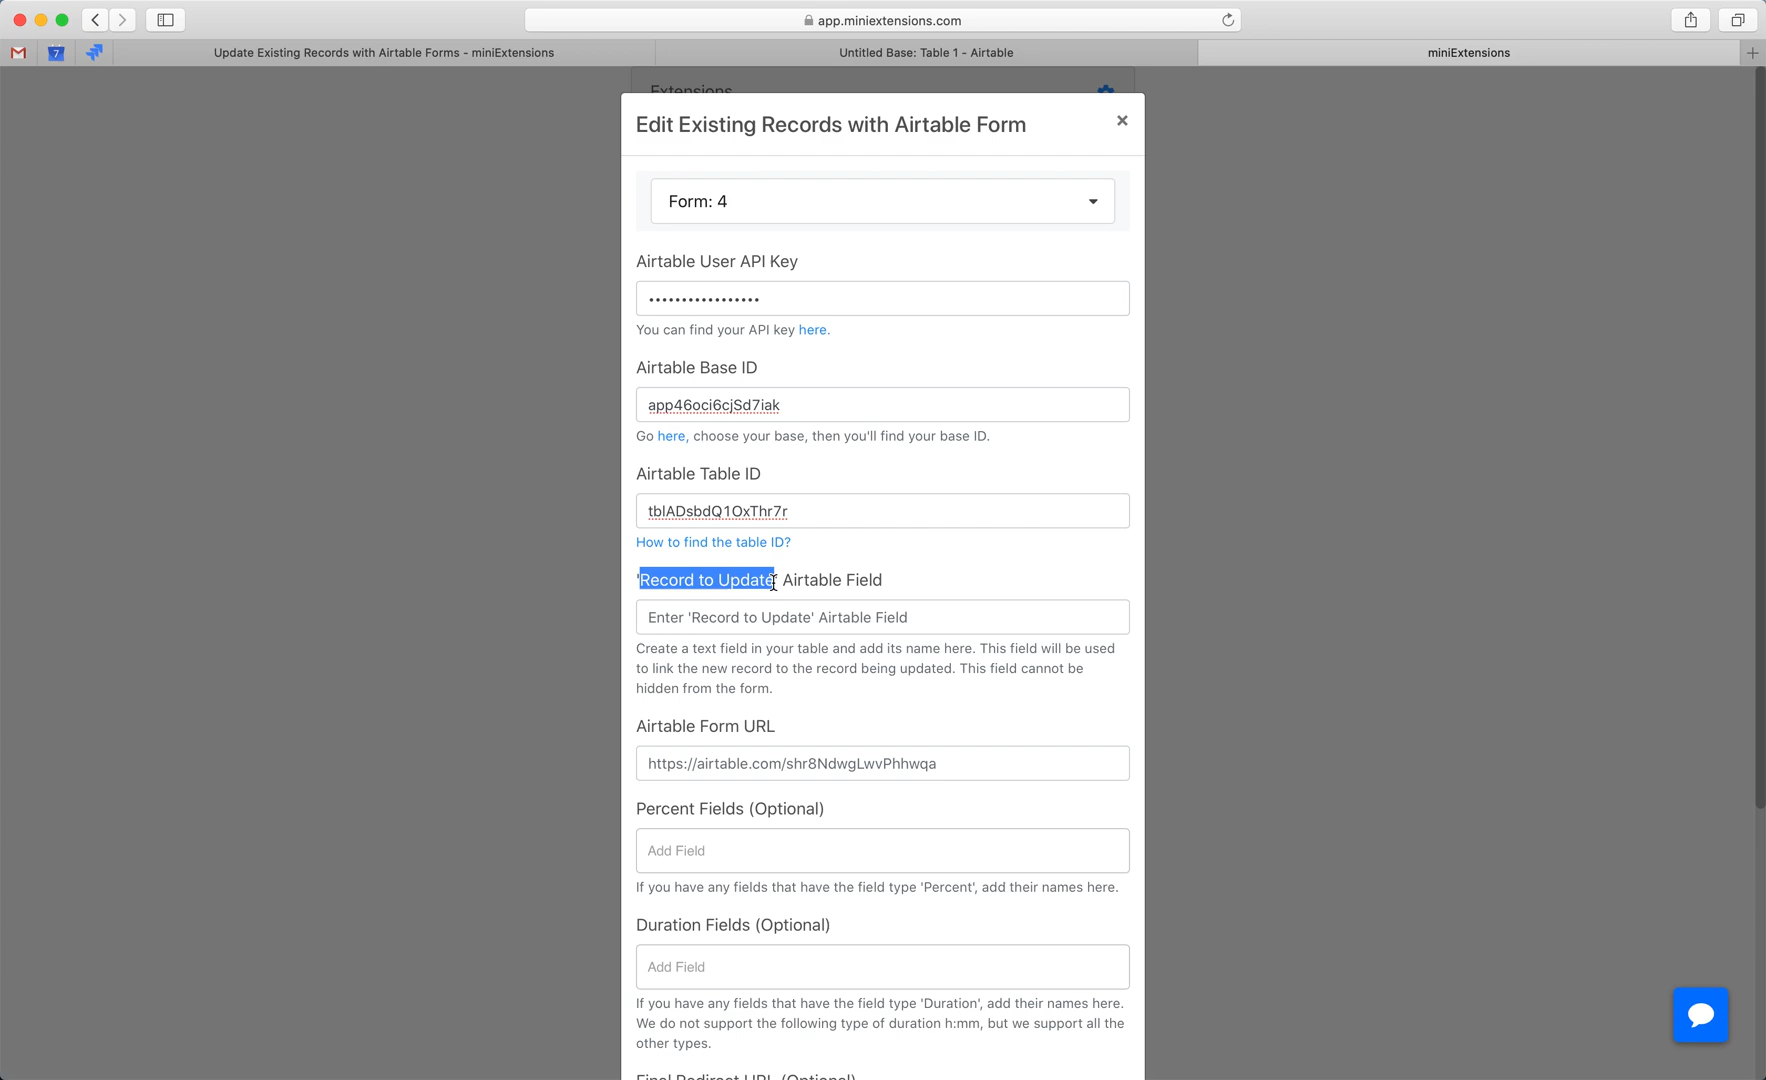 app.miniextensions.com
7
Update Existing Records with Airtable Forms - miniExtensions
Untitled Base: Table 1 - Airtable
miniExtensions
Extensions
Edit Existing Records with Airtable Form
×
Form: 4
Airtable User API Key
•••••••••••••••••
You can find your API key here.
Airtable Base ID
app46oci6cjSd7iak
Go here, choose your base, then you'll find your base ID.
Airtable Table ID
tblADsbdQ1OxThr7r
How to find the table ID?
'Record to Update' Airtable Field
Enter 'Record to Update' Airtable Field
Create a text field in your table and add its name here. This field will be used
to link the new record to the record being updated. This field cannot be
hidden from the form.
Airtable Form URL
https://airtable.com/shr8NdwgLwvPhhwqa
Percent Fields (Optional)
Add Field
If you have any fields that have the field type 'Percent', add their names here.
Duration Fields (Optional)
Add Field
If you have any fields that have the field type 'Duration', add their names here.
We do not support the following type of duration h:mm, but we support all the
other types.
Final Redirect URL (Optional)